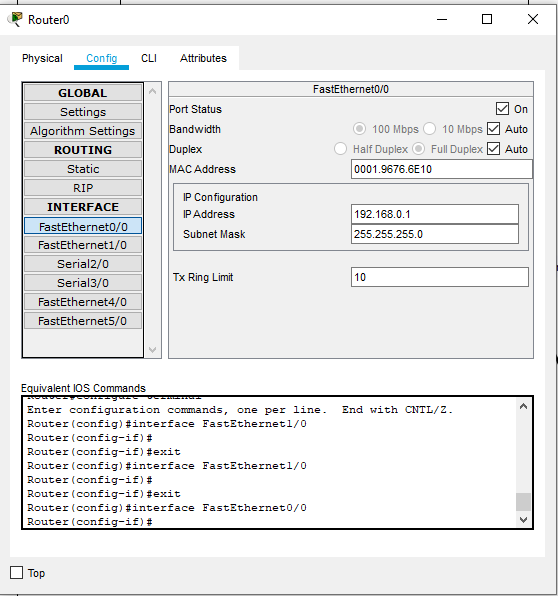 Router0
Physical Config CLI Attributes
GLOBAL
Settings
Algorithm Settings
ROUTING
Static
RIP
INTERFACE
FastEthernet0/0
FastEthernet1/0
Serial2/0
Serial3/0
FastEthernet4/0
FastEthernet5/0
FastEthernet0/0
Port Status On
Bandwidth 100 Mbps 10 Mbps Auto
Duplex Half Duplex Full Duplex Auto
MAC Address 0001.9676.6E10
IP Configuration
IP Address 192.168.0.1
Subnet Mask 255.255.255.0
Tx Ring Limit 10
Equivalent IOS Commands
Router#configure terminal
Enter configuration commands, one per line.  End with CNTL/Z.
Router(config)#interface FastEthernet1/0
Router(config-if)#
Router(config-if)#exit
Router(config)#interface FastEthernet1/0
Router(config-if)#
Router(config-if)#exit
Router(config)#interface FastEthernet0/0
Router(config-if)#
Top